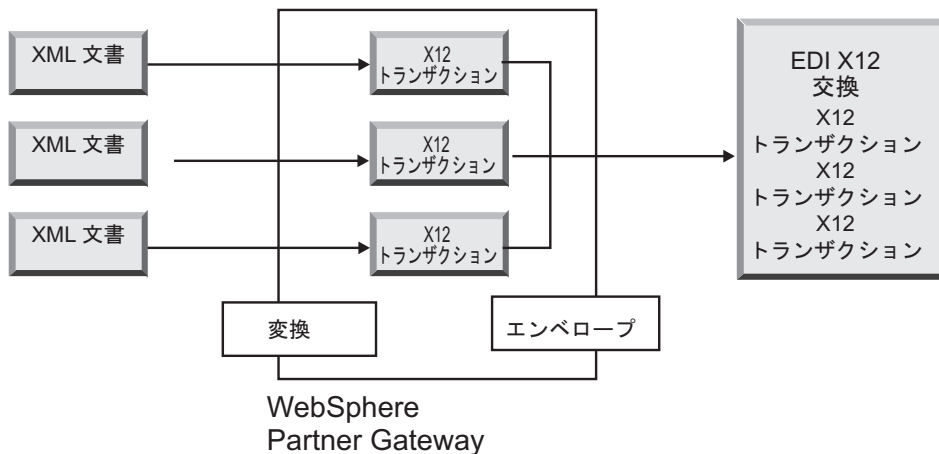 XML 文書
X12
トランザクション
XML 文書
X12
トランザクション
XML 文書
X12
トランザクション
EDI X12
交換
X12
トランザクション
X12
トランザクション
X12
トランザクション
変換
エンベロープ
WebSphere
Partner Gateway